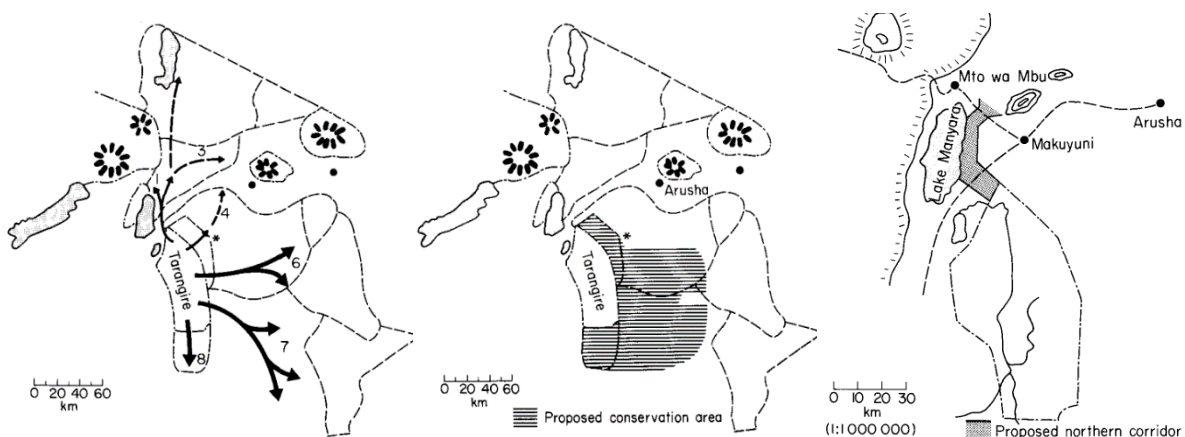 3
4
*
Tarangire
6
7
8
0 20 40 60
km
Arusha
*
Tarangire
0 20 40 60
km
Proposed conservation area
Mto wa Mbu
Arusha
Lake Manyara
Makuyuni
0 10 20 30
km
(1:1 000 000)
Proposed northern corridor